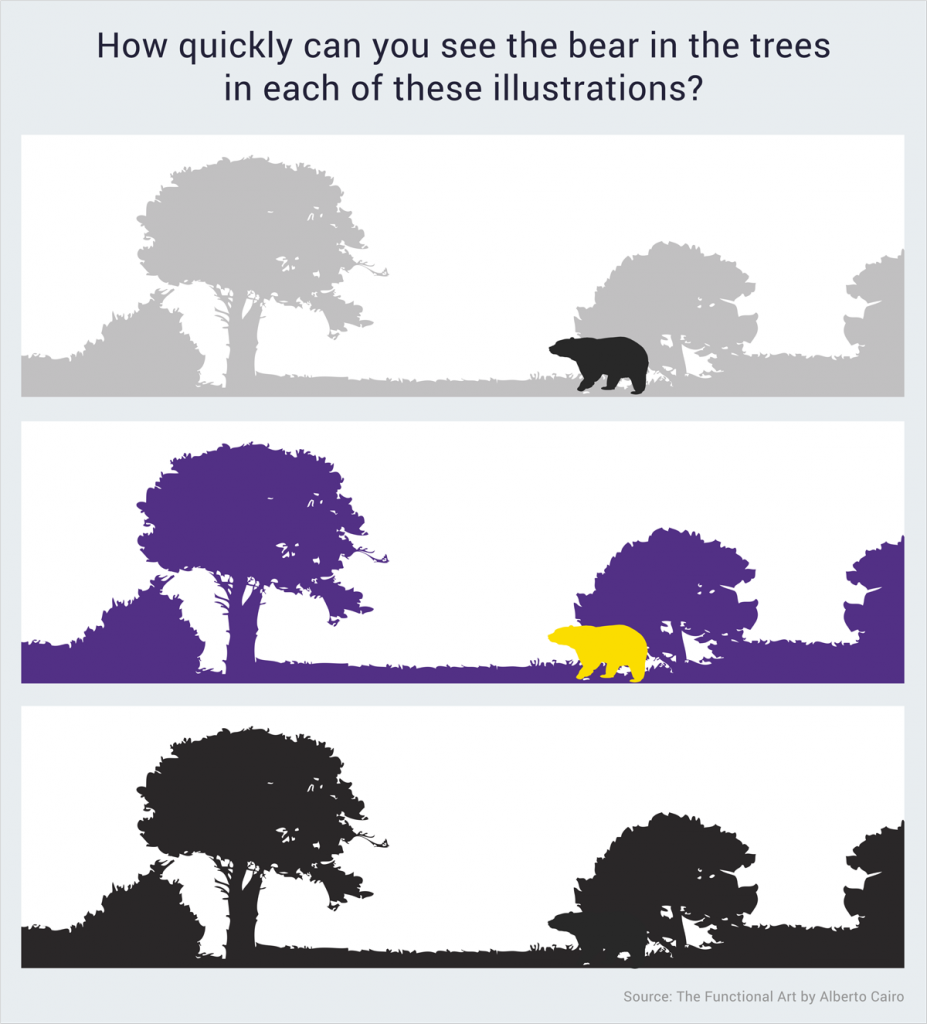 How quickly can you see the bear in the trees
in each of these illustrations?
Source: The Functional Art by Alberto Cairo